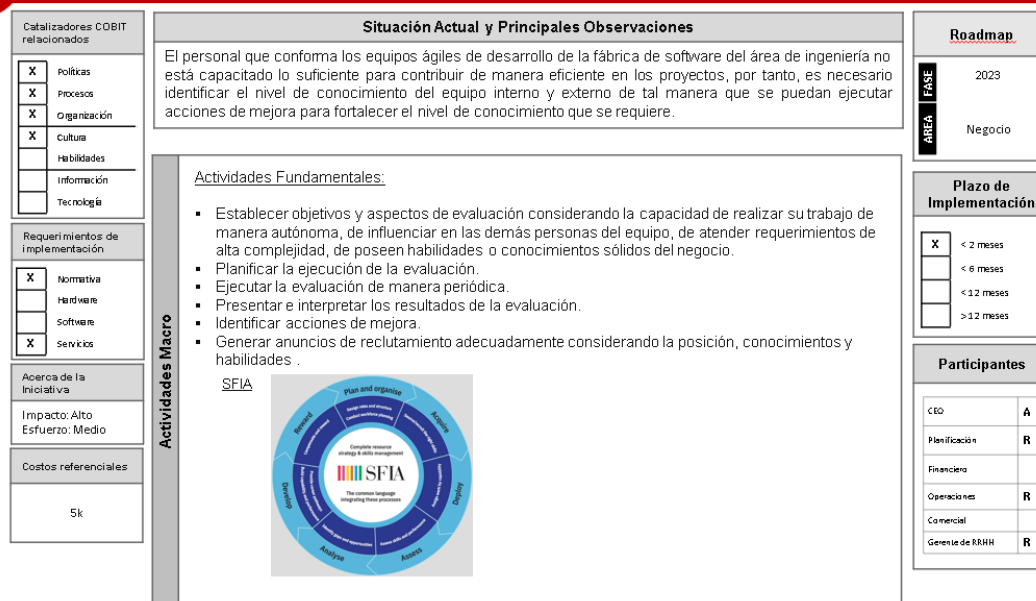 Catalizadores COBIT
relacionados
X Políticas
X Procesos
X Organización
X Cultura
Habilidades
Información
Tecnología
Requerimientos de
implementación
X Normativa
Hardware
Software
X Servicios
Acerca de la
Iniciativa
Impacto: Alto
Esfuerzo: Medio
Costos referenciales
5k
Situación Actual y Principales Observaciones
El personal que conforma los equipos ágiles de desarrollo de la fábrica de software del área de ingeniería no
está capacitado lo suficiente para contribuir de manera eficiente en los proyectos, por tanto, es necesario
identificar el nivel de conocimiento del equipo interno y externo de tal manera que se puedan ejecutar
acciones de mejora para fortalecer el nivel de conocimiento que se requiere.
Actividades Macro
Actividades Fundamentales:
▪ Establecer objetivos y aspectos de evaluación considerando la capacidad de realizar su trabajo de
manera autónoma, de influenciar en las demás personas del equipo, de atender requerimientos de
alta complejidad, de poseen habilidades o conocimientos sólidos del negocio.
▪ Planificar la ejecución de la evaluación.
▪ Ejecutar la evaluación de manera periódica.
▪ Presentar e interpretar los resultados de la evaluación.
▪ Identificar acciones de mejora.
▪ Generar anuncios de reclutamiento adecuadamente considerando la posición, conocimientos y
habilidades .
SFIA
Plan and organise
Acquire
Deploy
Assess
Analyse
Develop
Reward
Design roles and structure
Conduct workforce planning
Complete resource
strategy & skills management
SFIA
The common language
integrating these processes
Roadmap
FASE 2023
AREA Negocio
Plazo de
Implementación
X < 2 meses
< 6 meses
< 12 meses
> 12 meses
Participantes
CEO A
Planificación R
Financiero
Operaciones R
Comercial
Gerente de RRHH R